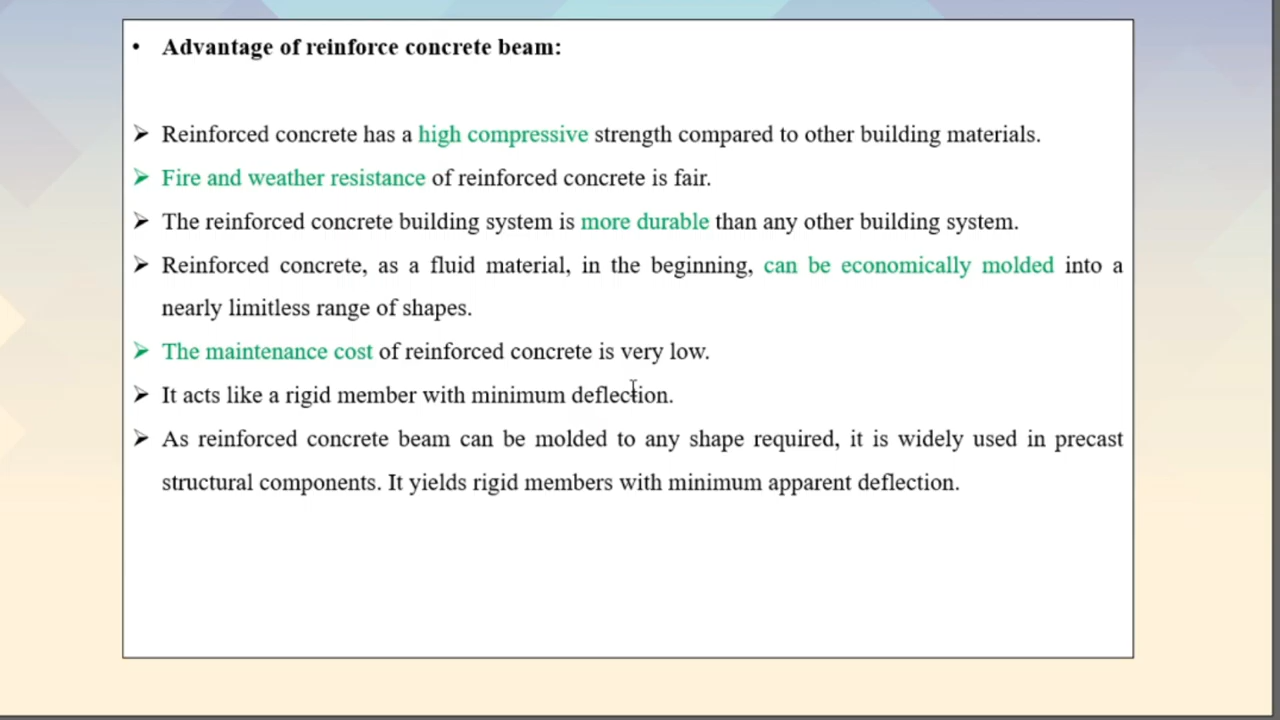 • Advantage of reinforce concrete beam:
➢ Reinforced concrete has a high compressive strength compared to other building materials.
➢ Fire and weather resistance of reinforced concrete is fair.
➢ The reinforced concrete building system is more durable than any other building system.
➢ Reinforced concrete, as a fluid material, in the beginning, can be economically molded into a
nearly limitless range of shapes.
➢ The maintenance cost of reinforced concrete is very low.
➢ It acts like a rigid member with minimum deflection.
➢ As reinforced concrete beam can be molded to any shape required, it is widely used in precast
structural components. It yields rigid members with minimum apparent deflection.